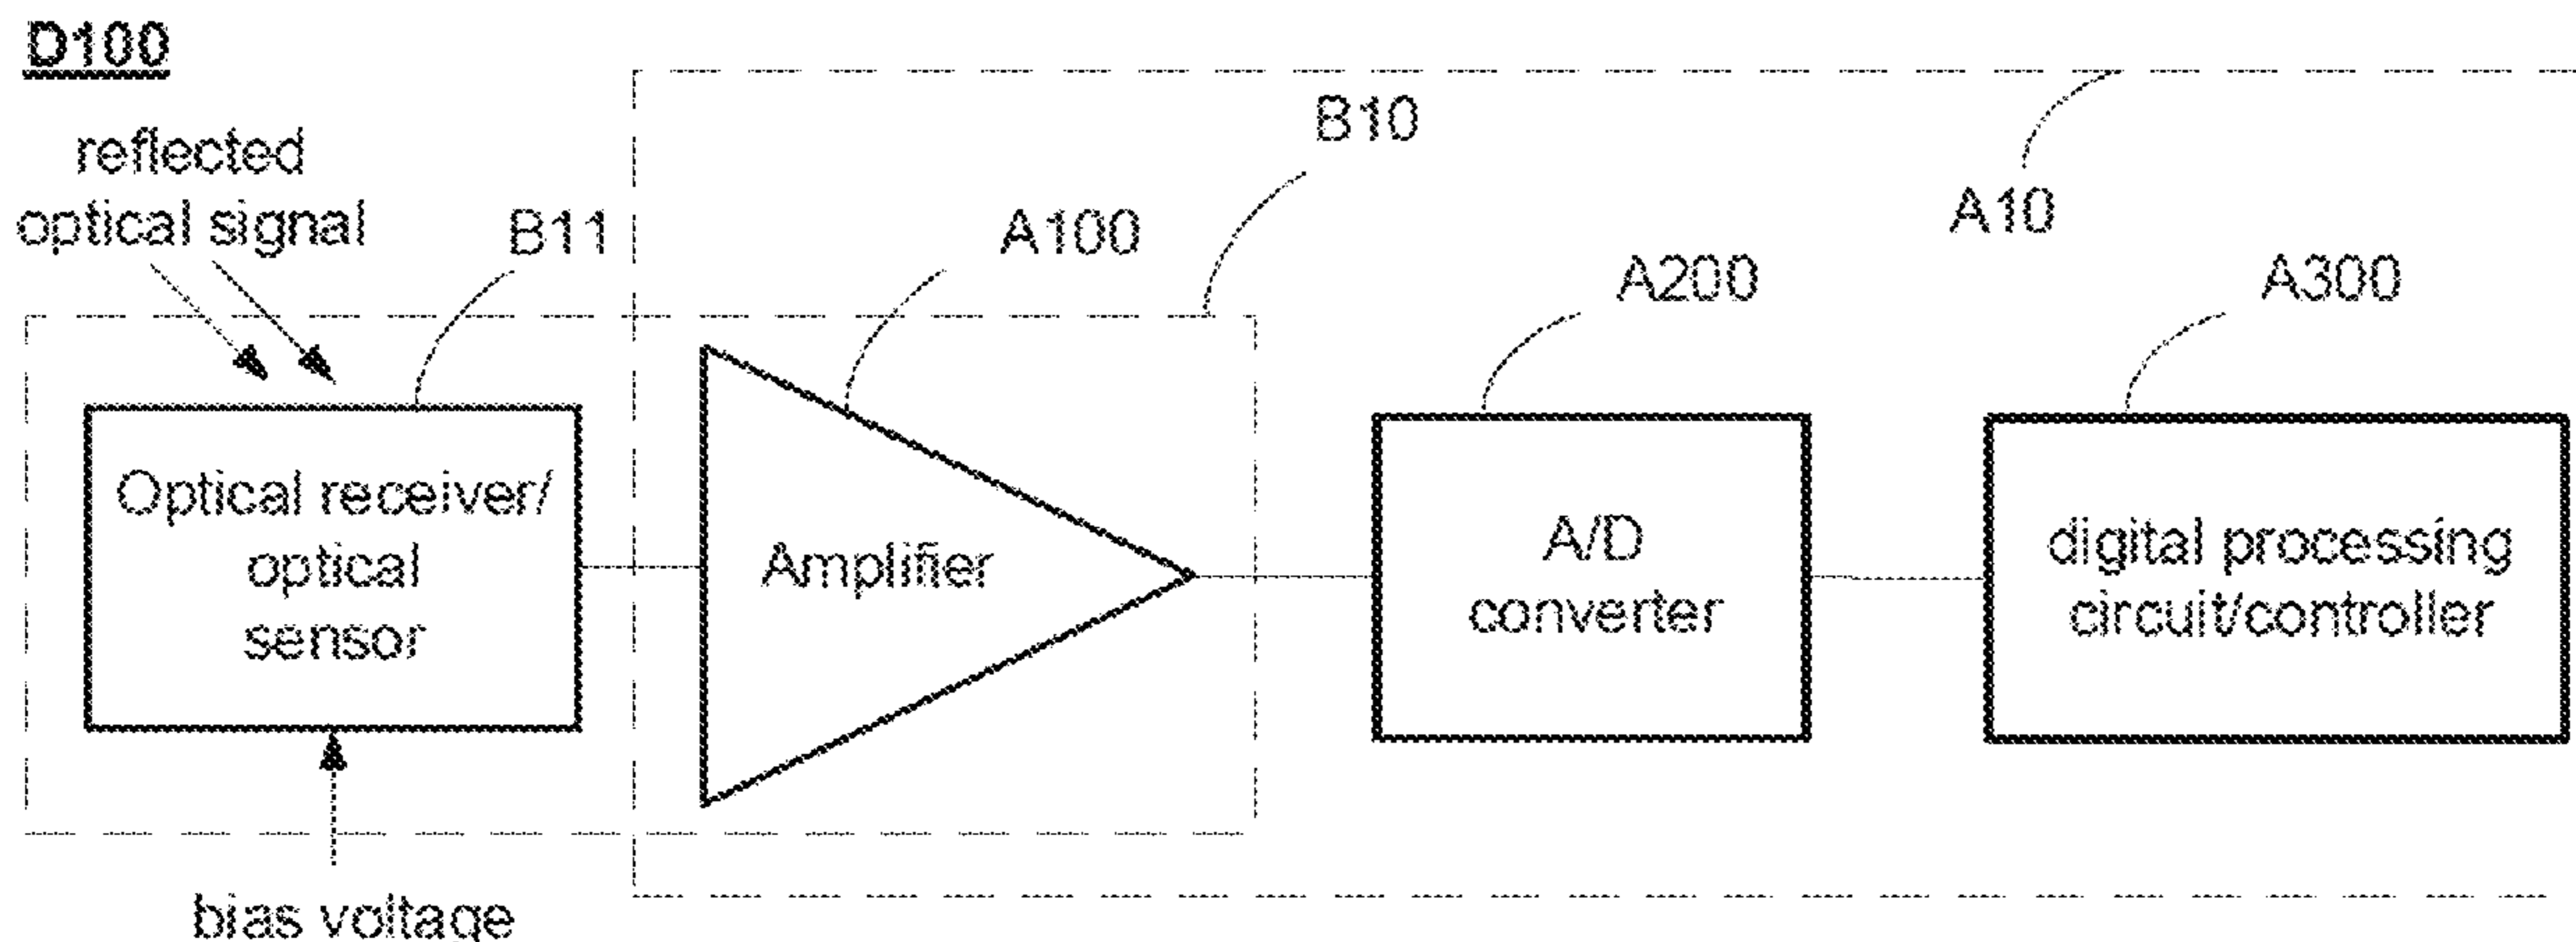 D100
reflected
optical signal
B11
A100
B10
A10
A200
A300
Optical receiver/
optical
sensor
Amplifier
A/D
converter
digital processing
circuit/controller
bias voltage